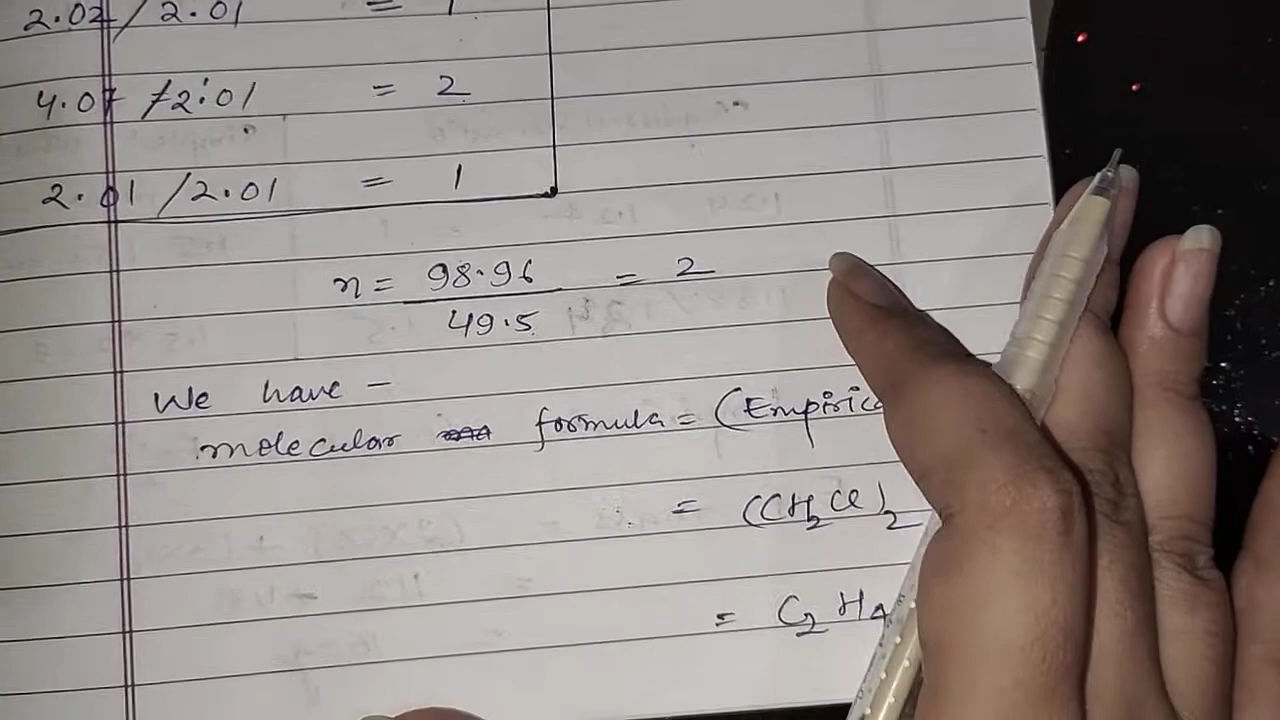 2.02 / 2.01 = 1
4.07 / 2.01 = 2
2.01 / 2.01 = 1
n = 98.96 / 49.5 = 2
We have –
molecular formula = (Empirica
= (CH₂Cl)₂
= C₂H₄